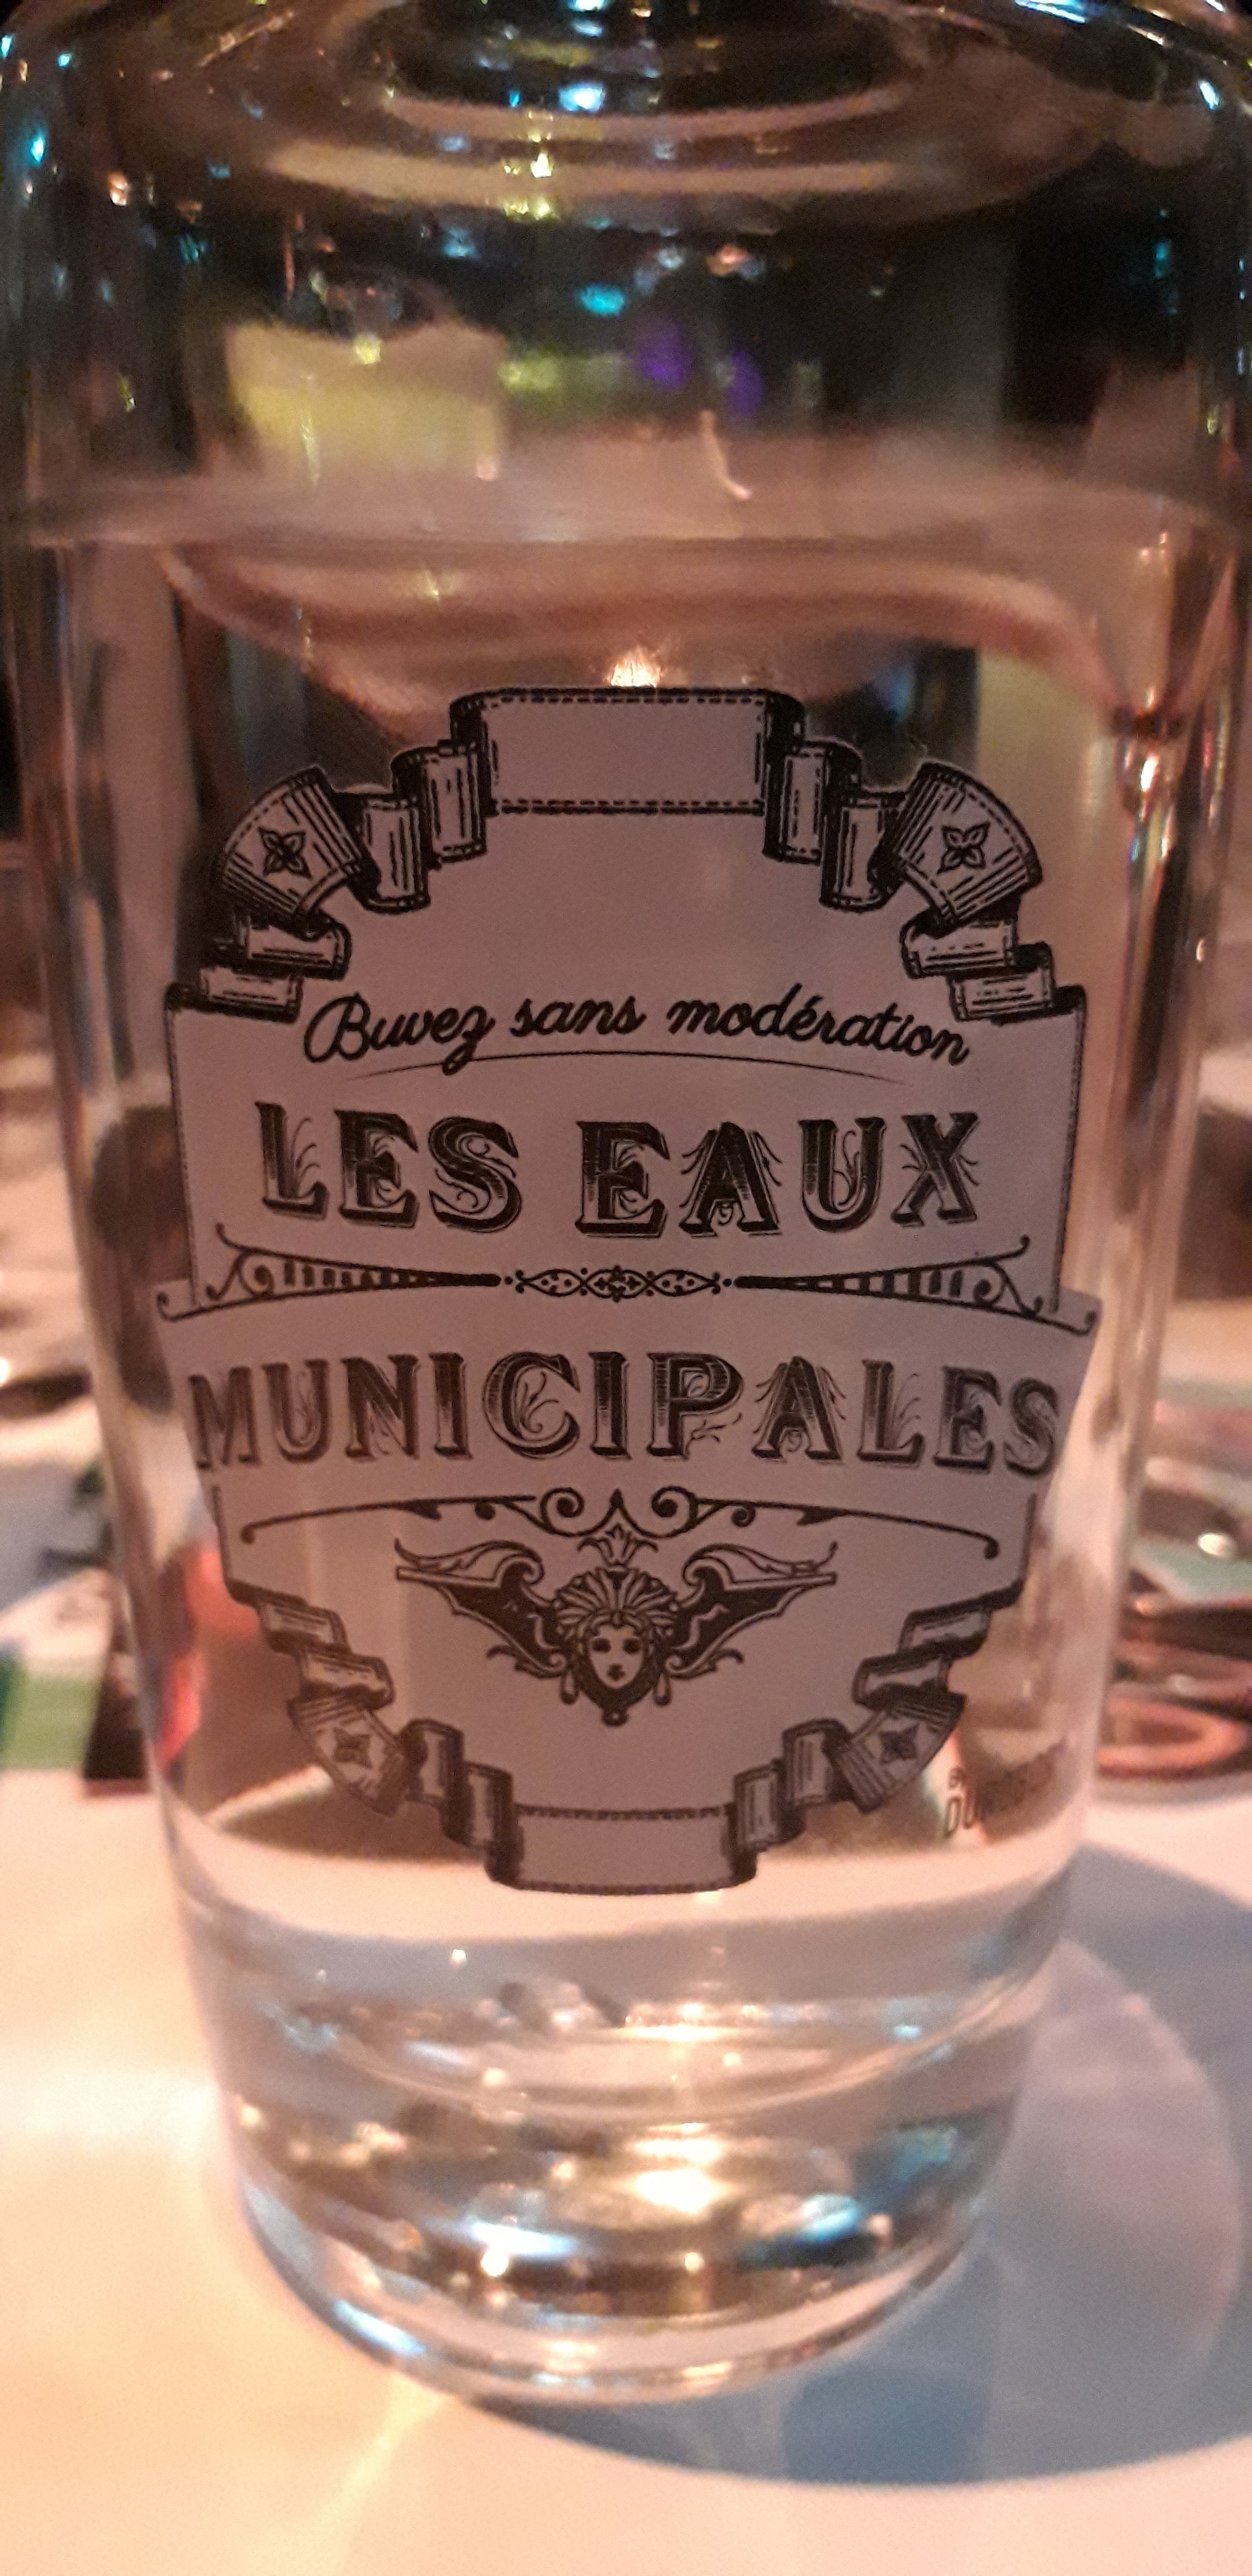 Buvez sans modération
LES EAUX
MUNICIPALES